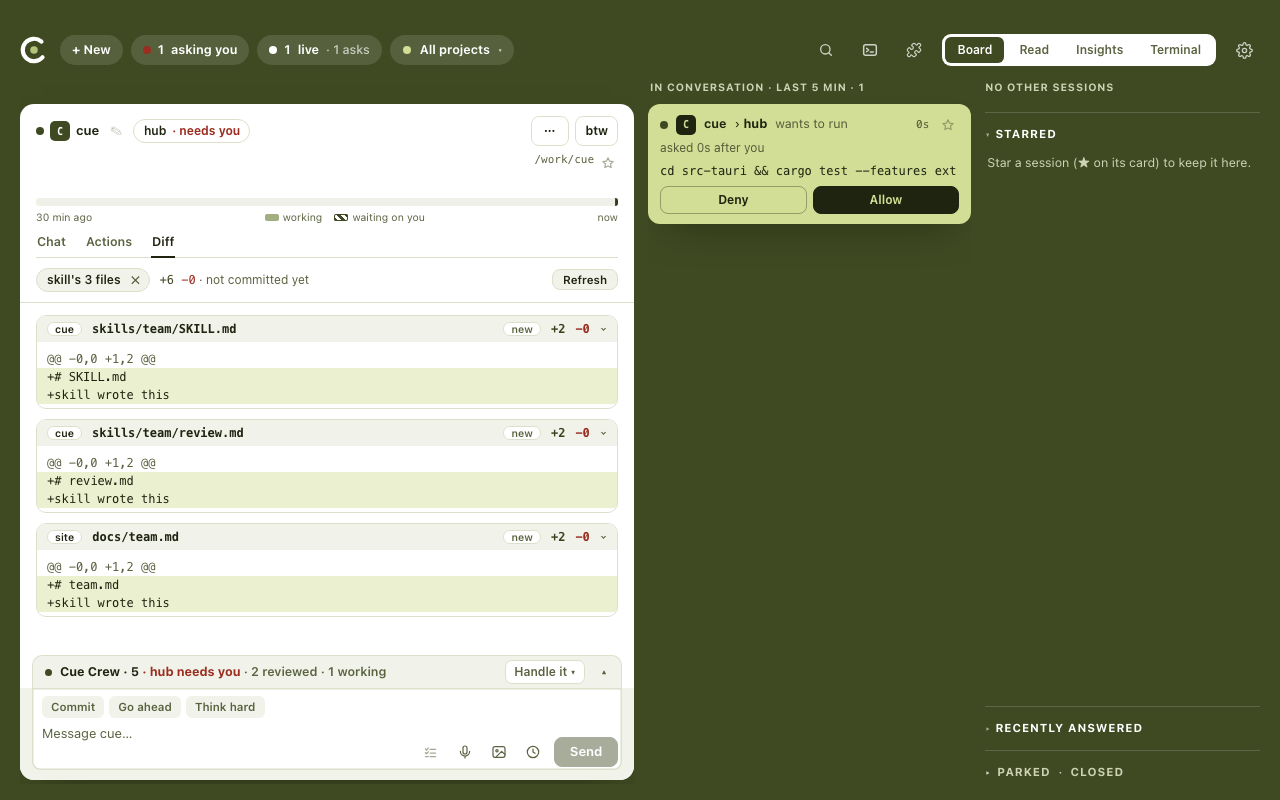 + New
1 asking you
1 live · 1 asks
All projects ·
Board
Read
Insights
Terminal
C cue
hub · needs you
···
btw
/work/cue
30 min ago
working
waiting on you
now
Chat
Actions
Diff
skill's 3 files ×
+6 −0 · not committed yet
Refresh
cue skills/team/SKILL.md new +2 −0
@@ −0,0 +1,2 @@
+# SKILL.md
+skill wrote this
cue skills/team/review.md new +2 −0
@@ −0,0 +1,2 @@
+# review.md
+skill wrote this
site docs/team.md new +2 −0
@@ −0,0 +1,2 @@
+# team.md
+skill wrote this
Cue Crew · 5 · hub needs you · 2 reviewed · 1 working
Handle it
Commit
Go ahead
Think hard
Message cue…
Send
IN CONVERSATION · LAST 5 MIN · 1
C cue › hub wants to run 0s
asked 0s after you
cd src-tauri && cargo test --features ext
Deny
Allow
NO OTHER SESSIONS
STARRED
Star a session (★ on its card) to keep it here.
RECENTLY ANSWERED
PARKED · CLOSED